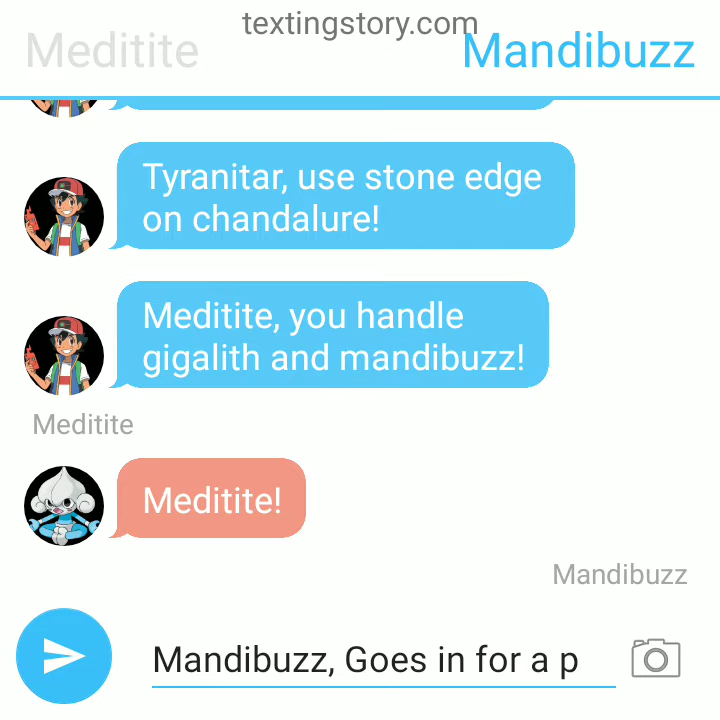 textingstory.com
Meditite
Mandibuzz
Tyranitar, use stone edge
on chandalure!
Meditite, you handle
gigalith and mandibuzz!
Meditite
Meditite!
Mandibuzz
Mandibuzz, Goes in for a p